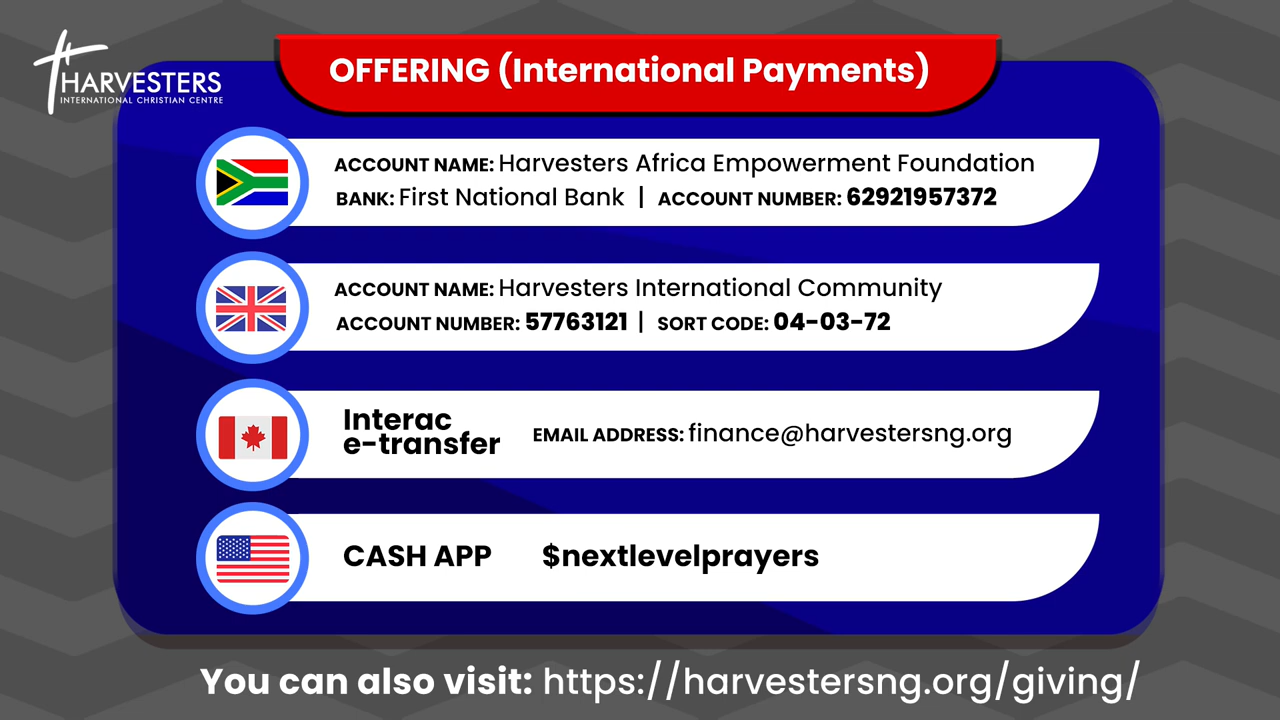 HARVESTERS
INTERNATIONAL CHRISTIAN CENTRE
OFFERING (International Payments)
ACCOUNT NAME: Harvesters Africa Empowerment Foundation
BANK: First National Bank | ACCOUNT NUMBER: 62921957372
ACCOUNT NAME: Harvesters International Community
ACCOUNT NUMBER: 57763121 | SORT CODE: 04-03-72
Interac
e-transfer
EMAIL ADDRESS: finance@harvestersng.org
CASH APP $nextlevelprayers
You can also visit: https://harvestersng.org/giving/